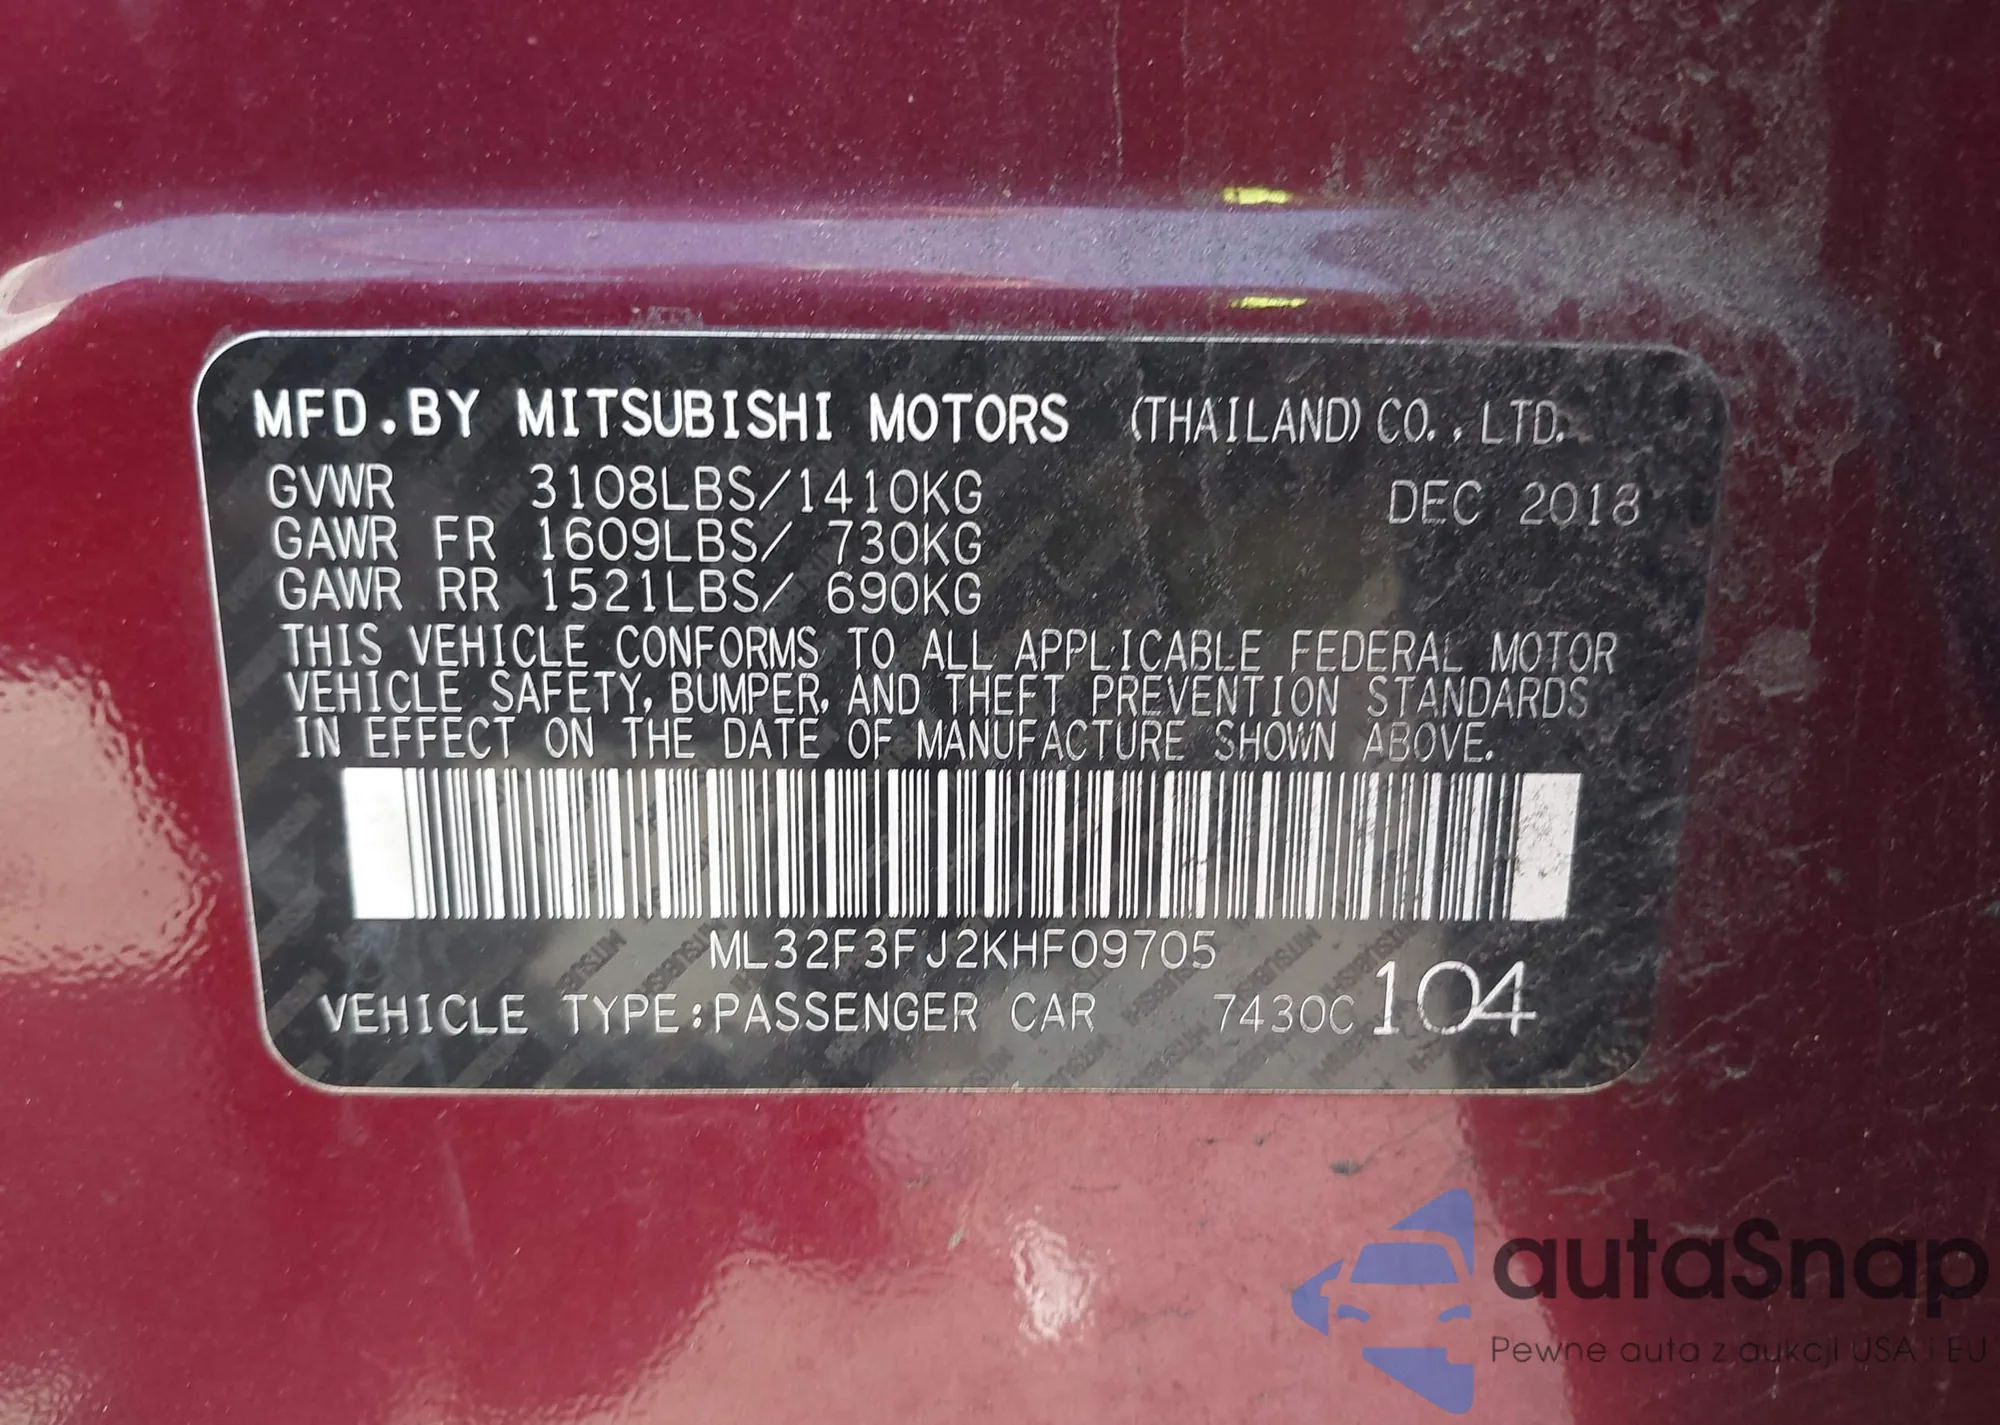 MFD.BY MITSUBISHI MOTORS (THAILAND) CO.,LTD.
GVWR 3108LBS/1410KG DEC 2018
GAWR FR 1609LBS/ 730KG
GAWR RR 1521LBS/ 690KG
THIS VEHICLE CONFORMS TO ALL APPLICABLE FEDERAL MOTOR
VEHICLE SAFETY, BUMPER, AND THEFT PREVENTION STANDARDS
IN EFFECT ON THE DATE OF MANUFACTURE SHOWN ABOVE.
ML32F3FJ2KHF09705
VEHICLE TYPE:PASSENGER CAR 7430C 104
autaSnap
Pewne auta z aukcji USA i EU